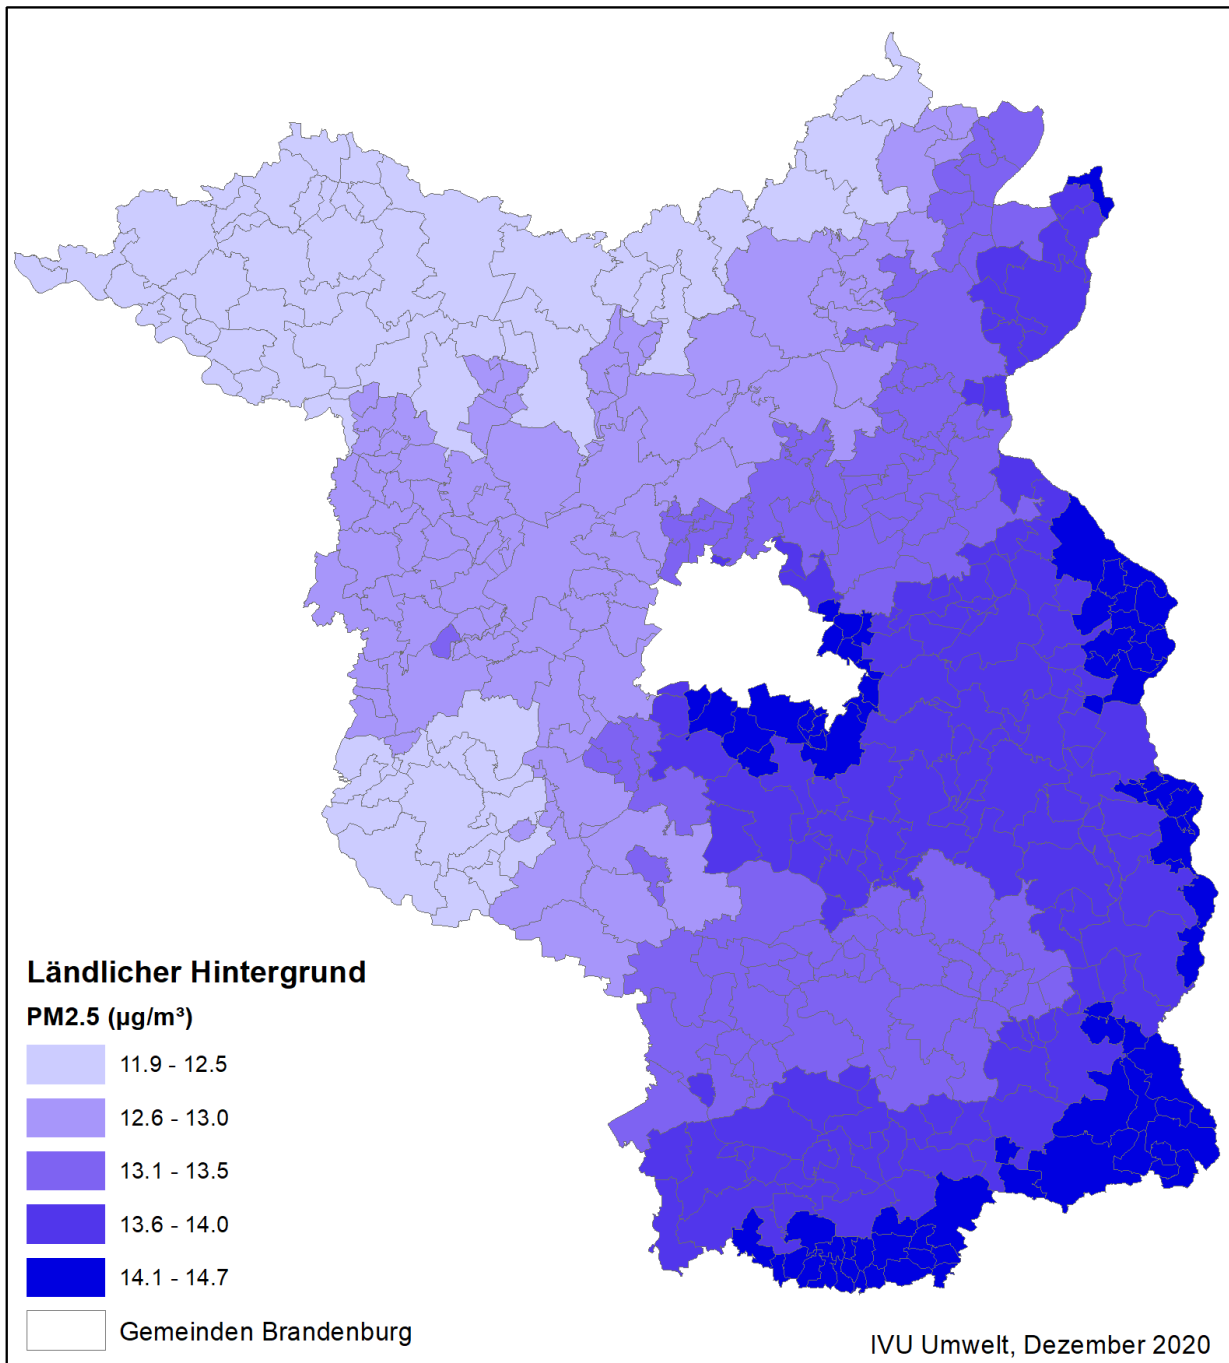 Ländlicher Hintergrund
PM2.5 (µg/m³)
11.9 - 12.5
12.6 - 13.0
13.1 - 13.5
13.6 - 14.0
14.1 - 14.7
Gemeinden Brandenburg
IVU Umwelt, Dezember 2020